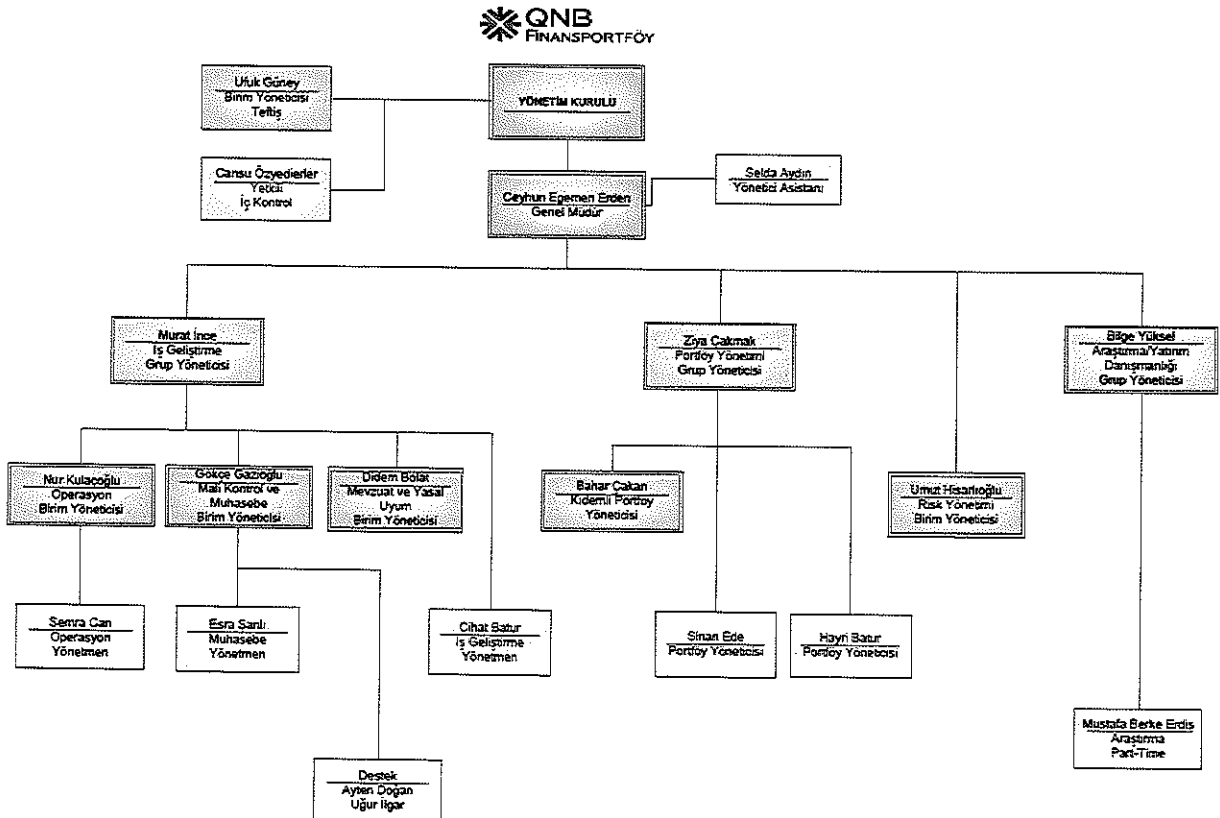 QNB
FİNANSPORTFÖY
Ufuk Güney
Birim Yöneticisi
Teftiş
YÖNETİM KURULU
Cansu Özyedierler
Yetkili
İç Kontrol
Ceyhun Egemen Erden
Genel Müdür
Selda Aydın
Yönetici Asistanı
Murat İnce
İş Geliştirme
Grup Yöneticisi
Ziya Çakmak
Portföy Yönetimi
Grup Yöneticisi
Bilge Yüksel
Araştırma/Yatırım
Danışmanlığı
Grup Yöneticisi
Nur Kulaçoğlu
Operasyon
Birim Yöneticisi
Gökçe Gazioğlu
Mali Kontrol ve
Muhasebe
Birim Yöneticisi
Didem Bolat
Mevzuat ve Yasal
Uyum
Birim Yöneticisi
Bahar Cakan
Kıdemli Portföy
Yöneticisi
Umut Hisarlıoğlu
Risk Yönetimi
Birim Yöneticisi
Semra Can
Operasyon
Yönetmen
Esra Sanlı
Muhasebe
Yönetmen
Cihat Batur
İş Geliştirme
Yönetmen
Sinan Ede
Portföy Yöneticisi
Hayri Batur
Portföy Yöneticisi
Mustafa Berke Erdiş
Araştırma
Part-Time
Destek
Ayten Doğan
Uğur Ilgar